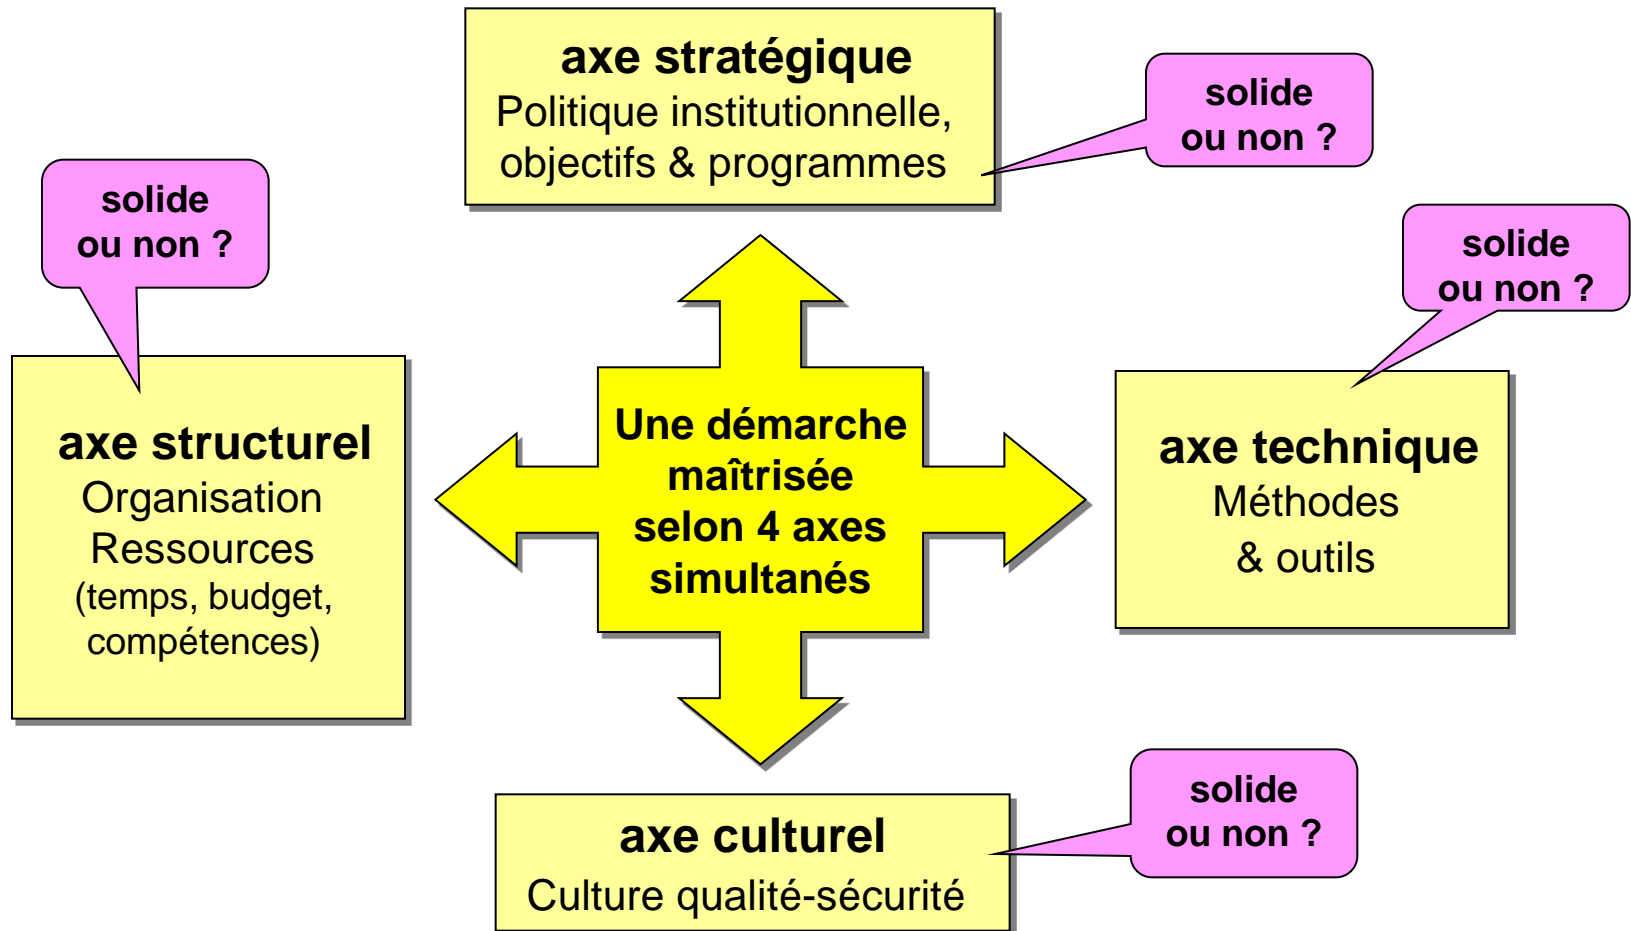 axe stratégique
Politique institutionnelle,
objectifs & programmes
solide
ou non ?
solide
ou non ?
solide
ou non ?
axe structurel
Organisation
Ressources
(temps, budget,
compétences)
Une démarche
maîtrisée
selon 4 axes
simultanés
axe technique
Méthodes
& outils
axe culturel
Culture qualité-sécurité
solide
ou non ?